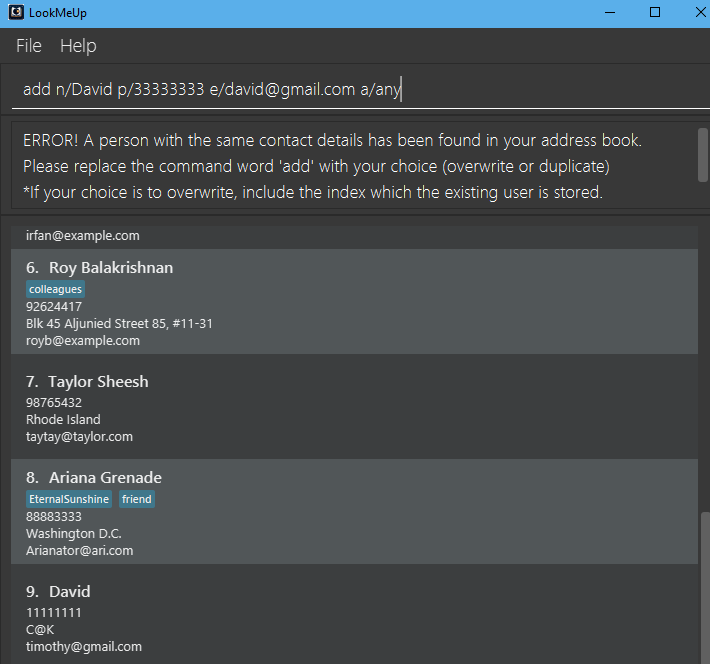 LookMeUp
File Help
add n/David p/33333333 e/david@gmail.com a/any
ERROR! A person with the same contact details has been found in your address book.
Please replace the command word 'add' with your choice (overwrite or duplicate)
*If your choice is to overwrite, include the index which the existing user is stored.
irfan@example.com
6. Roy Balakrishnan
colleagues
92624417
Blk 45 Aljunied Street 85, #11-31
royb@example.com
7. Taylor Sheesh
98765432
Rhode Island
taytay@taylor.com
8. Ariana Grenade
EternalSunshine friend
88883333
Washington D.C.
Arianator@ari.com
9. David
11111111
C@K
timothy@gmail.com